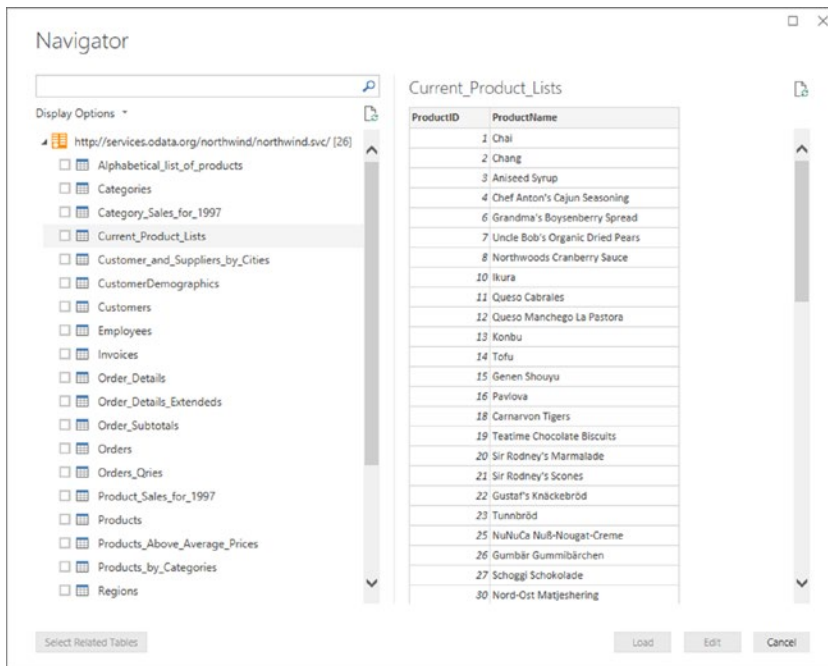 Navigator
Display Options
http://services.odata.org/northwind/northwind.svc/ [26]
Alphabetical_list_of_products
Categories
Category_Sales_for_1997
Current_Product_Lists
Customer_and_Suppliers_by_Cities
CustomerDemographics
Customers
Employees
Invoices
Order_Details
Order_Details_Extendeds
Order_Subtotals
Orders
Orders_Qries
Product_Sales_for_1997
Products
Products_Above_Average_Prices
Products_by_Categories
Regions
Current_Product_Lists
ProductID ProductName
1 Chai
2 Chang
3 Aniseed Syrup
4 Chef Anton's Cajun Seasoning
6 Grandma's Boysenberry Spread
7 Uncle Bob's Organic Dried Pears
8 Northwoods Cranberry Sauce
10 Ikura
11 Queso Cabrales
12 Queso Manchego La Pastora
13 Konbu
14 Tofu
15 Genen Shouyu
16 Pavlova
18 Carnarvon Tigers
19 Teatime Chocolate Biscuits
20 Sir Rodney's Marmalade
21 Sir Rodney's Scones
22 Gustaf's Knäckebröd
23 Tunnbröd
25 NuNuCa Nuß-Nougat-Creme
26 Gumbär Gummibärchen
27 Schoggi Schokolade
30 Nord-Ost Matjeshering
Select Related Tables
Load Edit Cancel